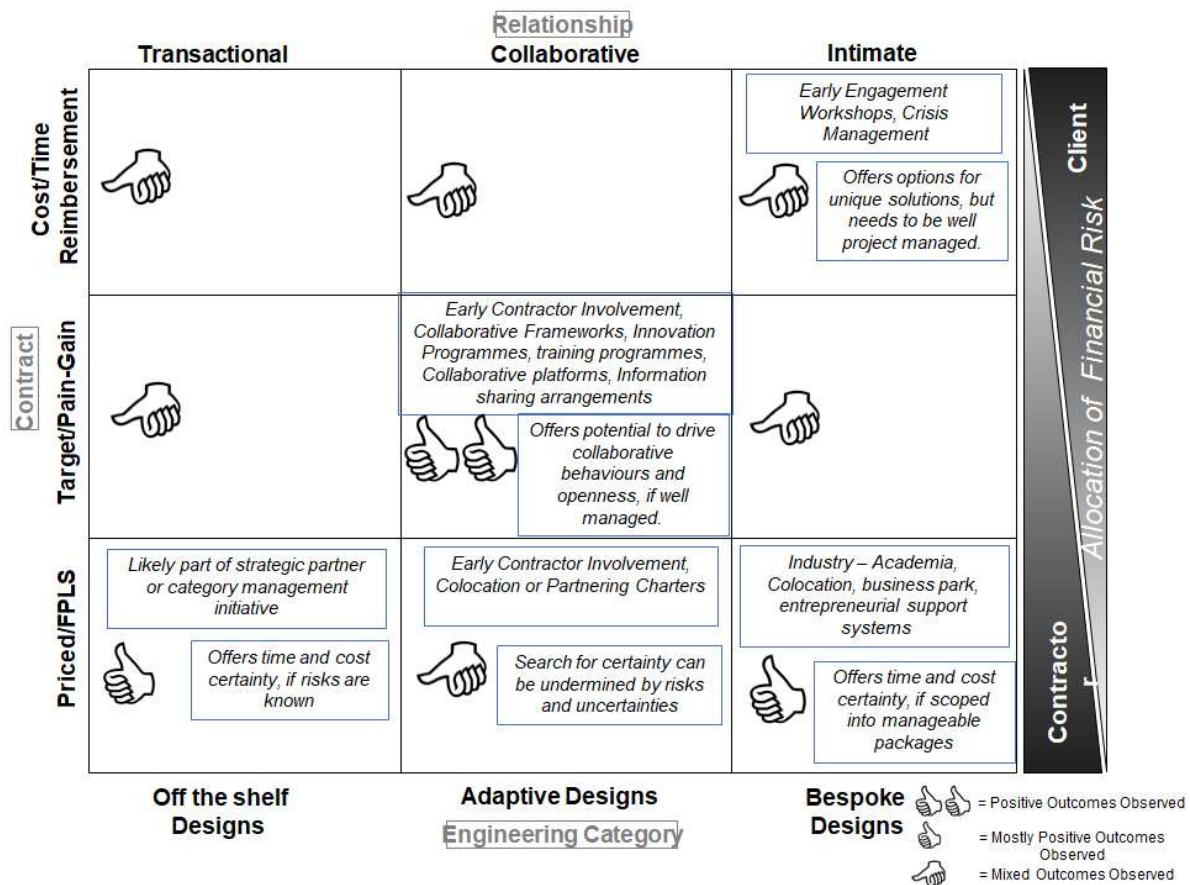 Relationship
Transactional
Collaborative
Intimate
Contract
Cost/Time
Reimbersement
Early Engagement
Workshops, Crisis
Management
Offers options for
unique solutions, but
needs to be well
project managed.
Target/Pain-Gain
Early Contractor Involvement,
Collaborative Frameworks, Innovation
Programmes, training programmes,
Collaborative platforms, Information
sharing arrangements
Offers potential to drive
collaborative
behaviours and
openness, if well
managed.
Priced/FPLS
Likely part of strategic partner
or category management
initiative
Offers time and cost
certainty, if risks are
known
Early Contractor Involvement,
Colocation or Partnering Charters
Search for certainty can
be undermined by risks
and uncertainties
Industry – Academia,
Colocation, business park,
entrepreneurial support
systems
Offers time and cost
certainty, if scoped
into manageable
packages
Client
Allocation of Financial Risk
Contracto
r
Off the shelf
Designs
Adaptive Designs
Bespoke
Designs
Engineering Category
= Positive Outcomes Observed
= Mostly Positive Outcomes
Observed
= Mixed Outcomes Observed